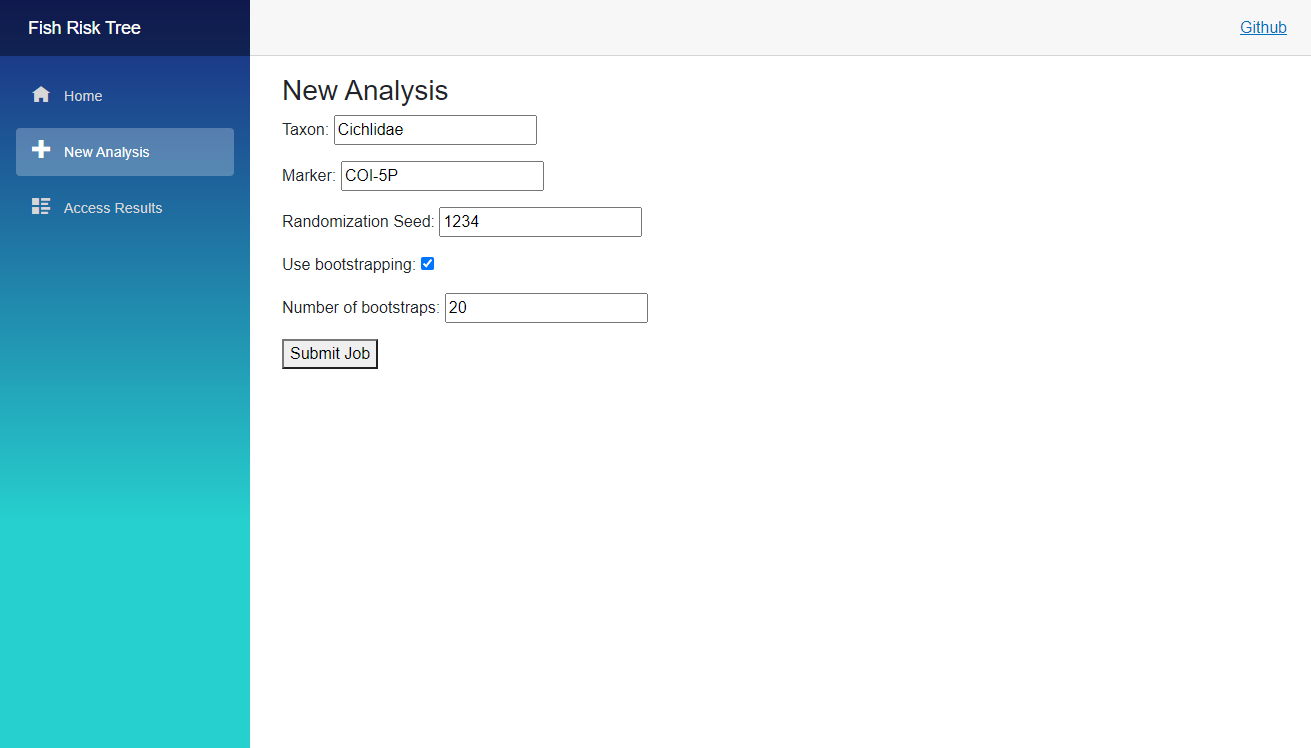 Fish Risk Tree
Github
Home
New Analysis
Access Results
New Analysis
Taxon: Cichlidae
Marker: COI-5P
Randomization Seed: 1234
Use bootstrapping:
Number of bootstraps: 20
Submit Job